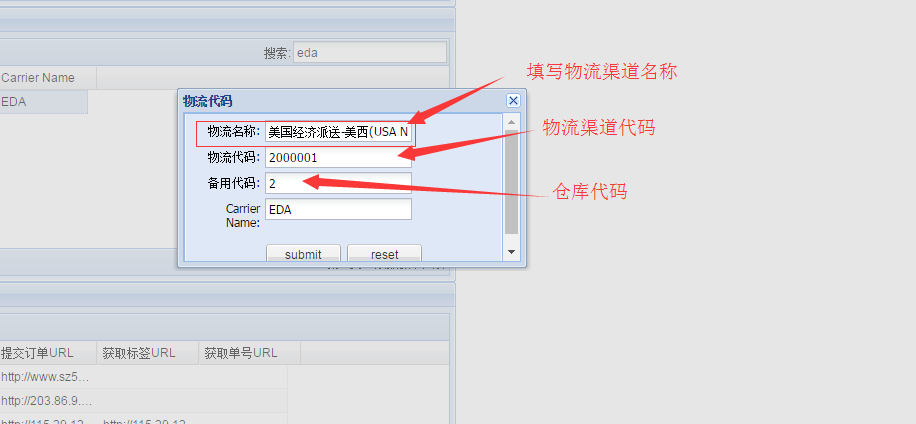 搜索: eda
Carrier Name
EDA
物流代码
填写物流渠道名称
物流名称: 美国经济派送-美西(USA N
物流渠道代码
物流代码: 2000001
备用代码: 2
仓库代码
Carrier
Name: EDA
submit reset
提交订单URL 获取标签URL 获取单号URL
http://www.sz5...
http://203.86.9....
http://115.29.12 http://115.29.12